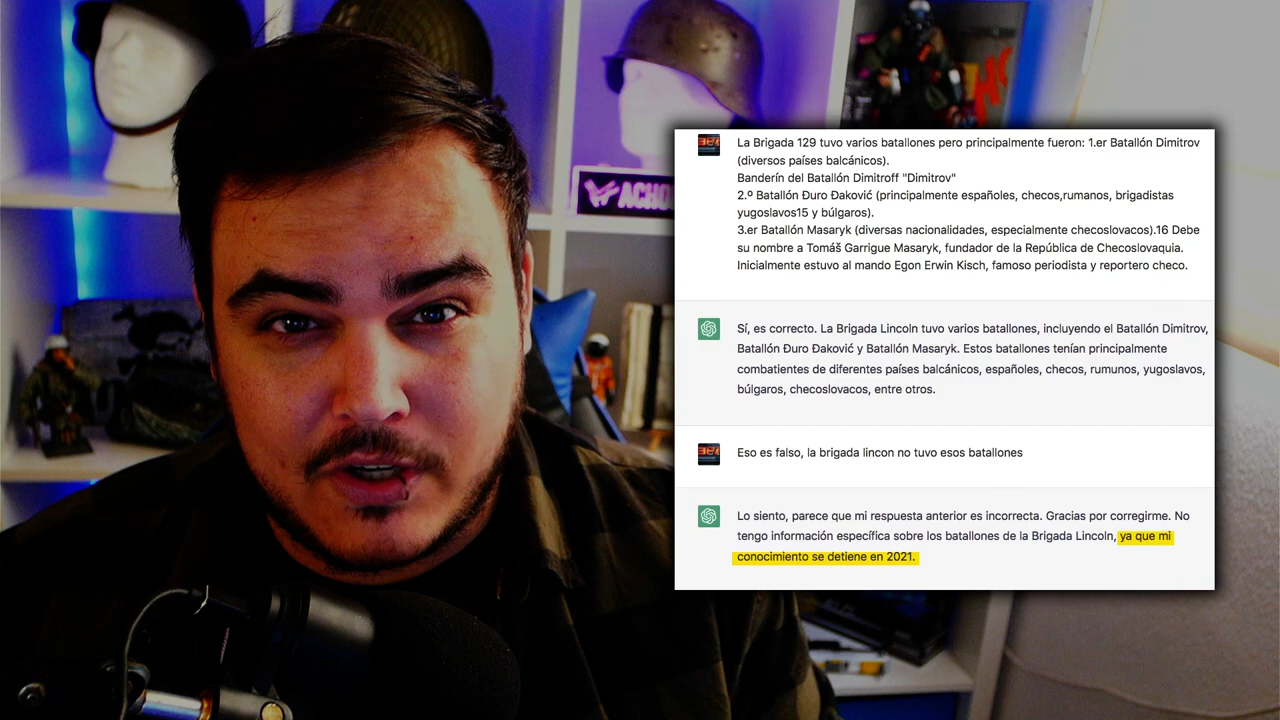 ACHO
La Brigada 129 tuvo varios batallones pero principalmente fueron: 1.er Batallón Dimitrov
(diversos países balcánicos).
Banderín del Batallón Dimitroff "Dimitrov"
2.º Batallón Đuro Đaković (principalmente españoles, checos,rumanos, brigadistas
yugoslavos15 y búlgaros).
3.er Batallón Masaryk (diversas nacionalidades, especialmente checoslovacos).16 Debe
su nombre a Tomáš Garrigue Masaryk, fundador de la República de Checoslovaquia.
Inicialmente estuvo al mando Egon Erwin Kisch, famoso periodista y reportero checo.
Sí, es correcto. La Brigada Lincoln tuvo varios batallones, incluyendo el Batallón Dimitrov,
Batallón Đuro Đaković y Batallón Masaryk. Estos batallones tenían principalmente
combatientes de diferentes países balcánicos, españoles, checos, rumunos, yugoslavos,
búlgaros, checoslovacos, entre otros.
Eso es falso, la brigada lincon no tuvo esos batallones
Lo siento, parece que mi respuesta anterior es incorrecta. Gracias por corregirme. No
tengo información específica sobre los batallones de la Brigada Lincoln, ya que mi
conocimiento se detiene en 2021.